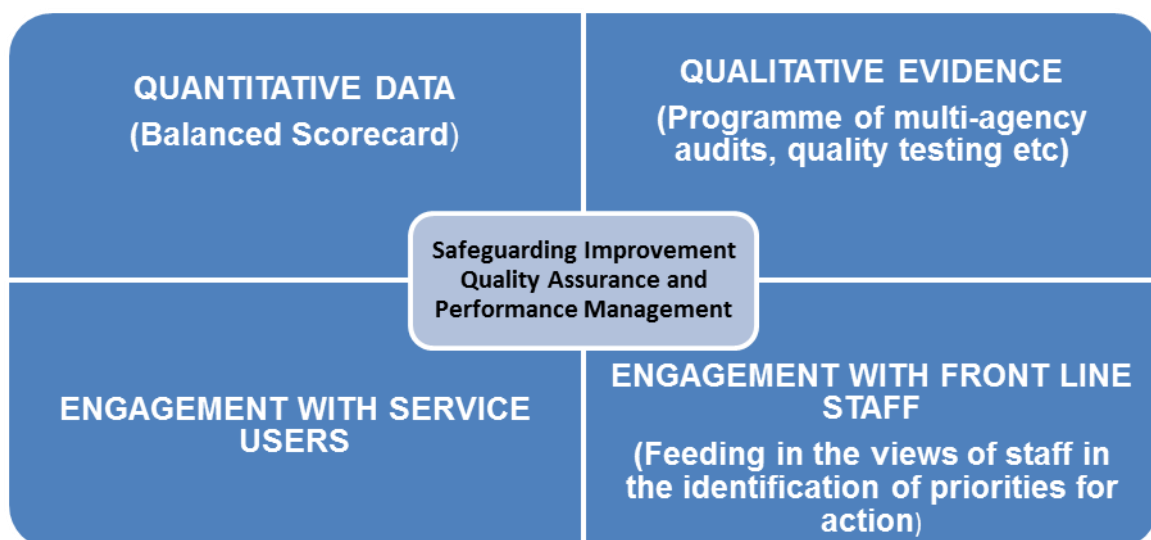 QUANTITATIVE DATA
(Balanced Scorecard)
QUALITATIVE EVIDENCE
(Programme of multi-agency
audits, quality testing etc)
Safeguarding Improvement
Quality Assurance and
Performance Management
ENGAGEMENT WITH SERVICE
USERS
ENGAGEMENT WITH FRONT LINE
STAFF
(Feeding in the views of staff in
the identification of priorities for
action)